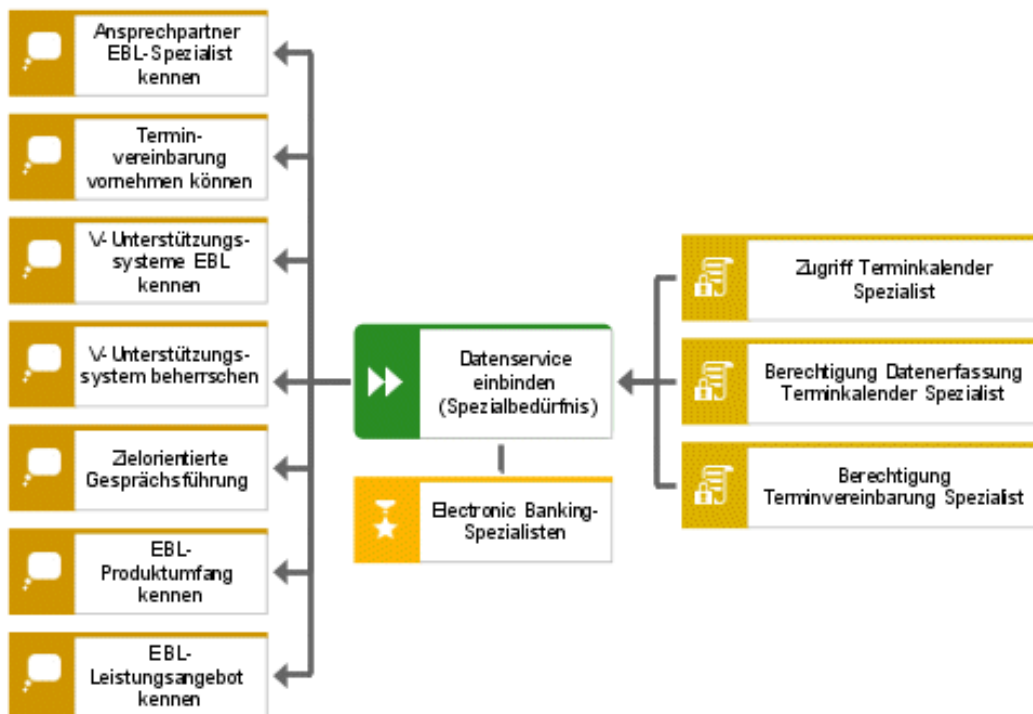 Ansprechpartner
EBL-Spezialist
kennen
Termin-
vereinbarung
vornehmen können
V-Unterstützungs-
systeme EBL
kennen
V-Unterstützungs-
system beherrschen
Zielorientierte
Gesprächsführung
EBL-
Produktumfang
kennen
EBL-
Leistungsangebot
kennen
Datenservice
einbinden
(Spezialbedürfnis)
Electronic Banking-
Spezialisten
Zugriff Terminkalender
Spezialist
Berechtigung Datenerfassung
Terminkalender Spezialist
Berechtigung
Terminvereinbarung Spezialist